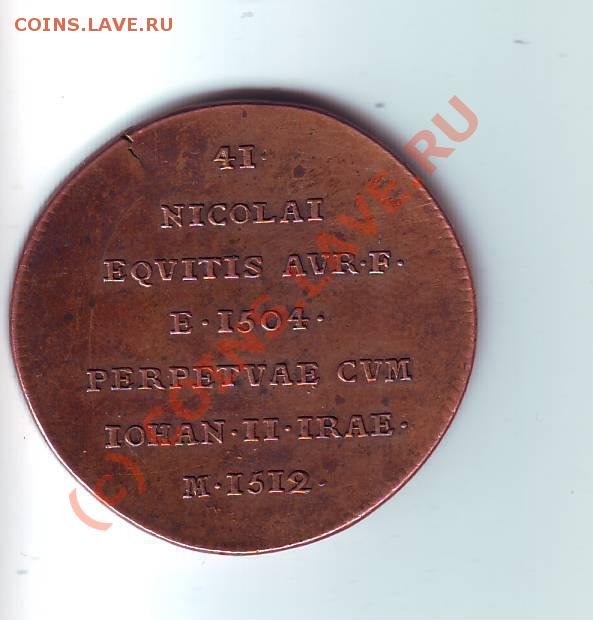 COINS.LAVE.RU
41·
NICOLAI
EQVITIS AVR·F·
E·1504·
PERPETVAE CVM
IOHAN·II·IRAE·
M·1512·
(c) COINS.LAVE.RU